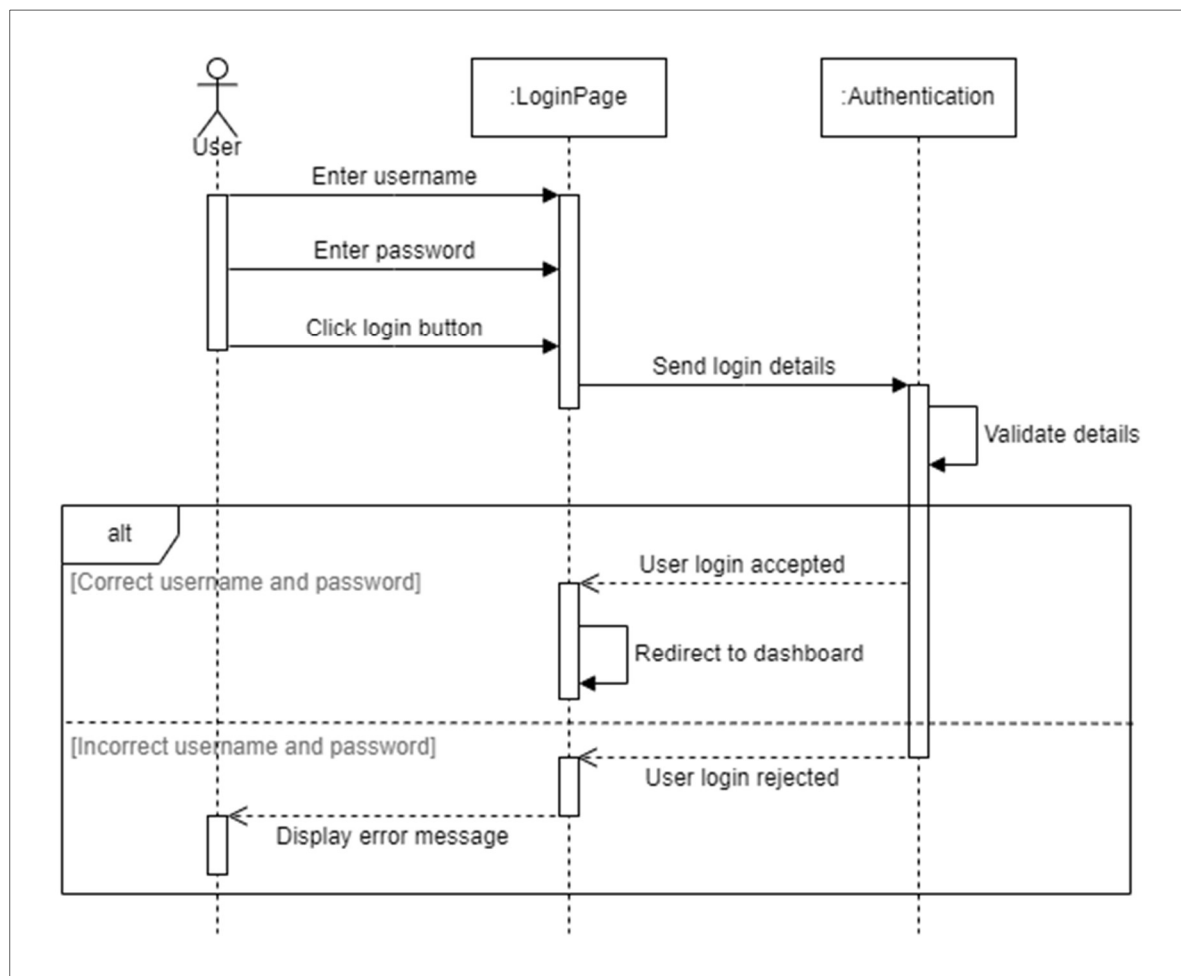 :LoginPage
:Authentication
User
Enter username
Enter password
Click login button
Send login details
Validate details
alt
User login accepted
[Correct username and password]
Redirect to dashboard
[Incorrect username and password]
User login rejected
Display error message